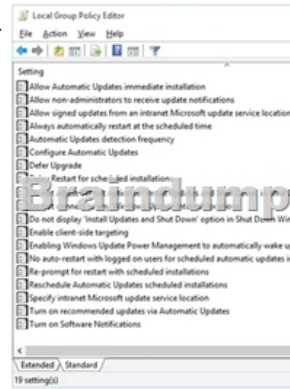 Local Group Policy Editor
File Action View Help
Setting
Allow Automatic Updates immediate installation
Allow non-administrators to receive update notifications
Allow signed updates from an intranet Microsoft update service location
Always automatically restart at the scheduled time
Automatic Updates detection frequency
Configure Automatic Updates
Defer Upgrade
Restart for scheduled installation
Braindump
Do not display 'Install Updates and Shut Down' option in Shut Down Win
Enable client-side targeting
Enabling Windows Update Power Management to automatically wake u
No auto-restart with logged on users for scheduled automatic updates i
Re-prompt for restart with scheduled installations
Reschedule Automatic Updates scheduled installations
Specify intranet Microsoft update service location
Turn on recommended updates via Automatic Updates
Turn on Software Notifications
Extended Standard
19 setting(s)